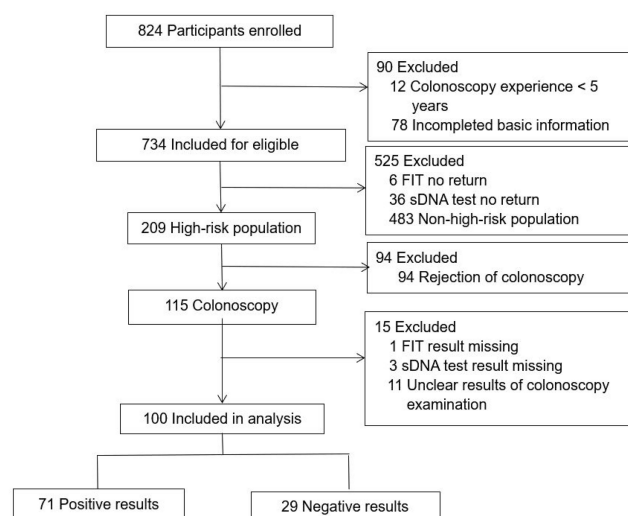 824 Participants enrolled
90 Excluded
12 Colonoscopy experience < 5
years
78 Incompleted basic information
734 Included for eligible
525 Excluded
6 FIT no return
36 sDNA test no return
483 Non-high-risk population
209 High-risk population
94 Excluded
94 Rejection of colonoscopy
115 Colonoscopy
15 Excluded
1 FIT result missing
3 sDNA test result missing
11 Unclear results of colonoscopy
examination
100 Included in analysis
71 Positive results
29 Negative results